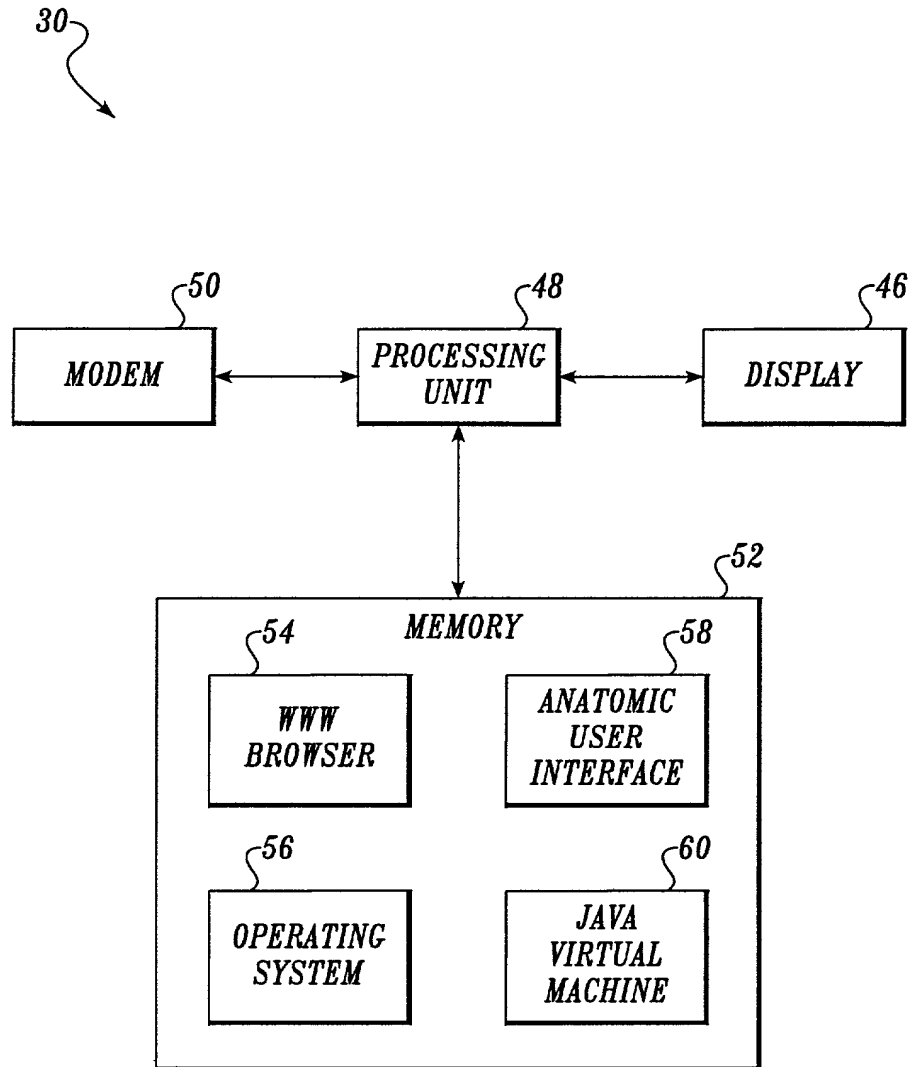 30
50
48
46
MODEM
PROCESSING
UNIT
DISPLAY
52
MEMORY
54
58
WWW
BROWSER
ANATOMIC
USER
INTERFACE
56
60
OPERATING
SYSTEM
JAVA
VIRTUAL
MACHINE